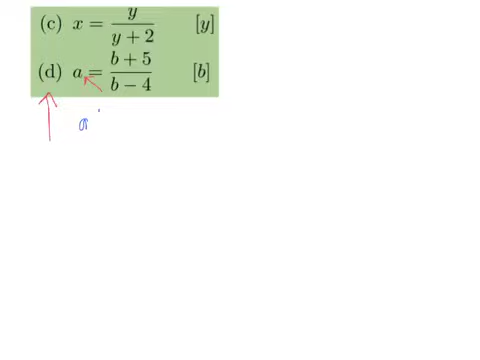 (c) x = y / (y + 2) [y]
(d) a = (b + 5) / (b − 4) [b]
a